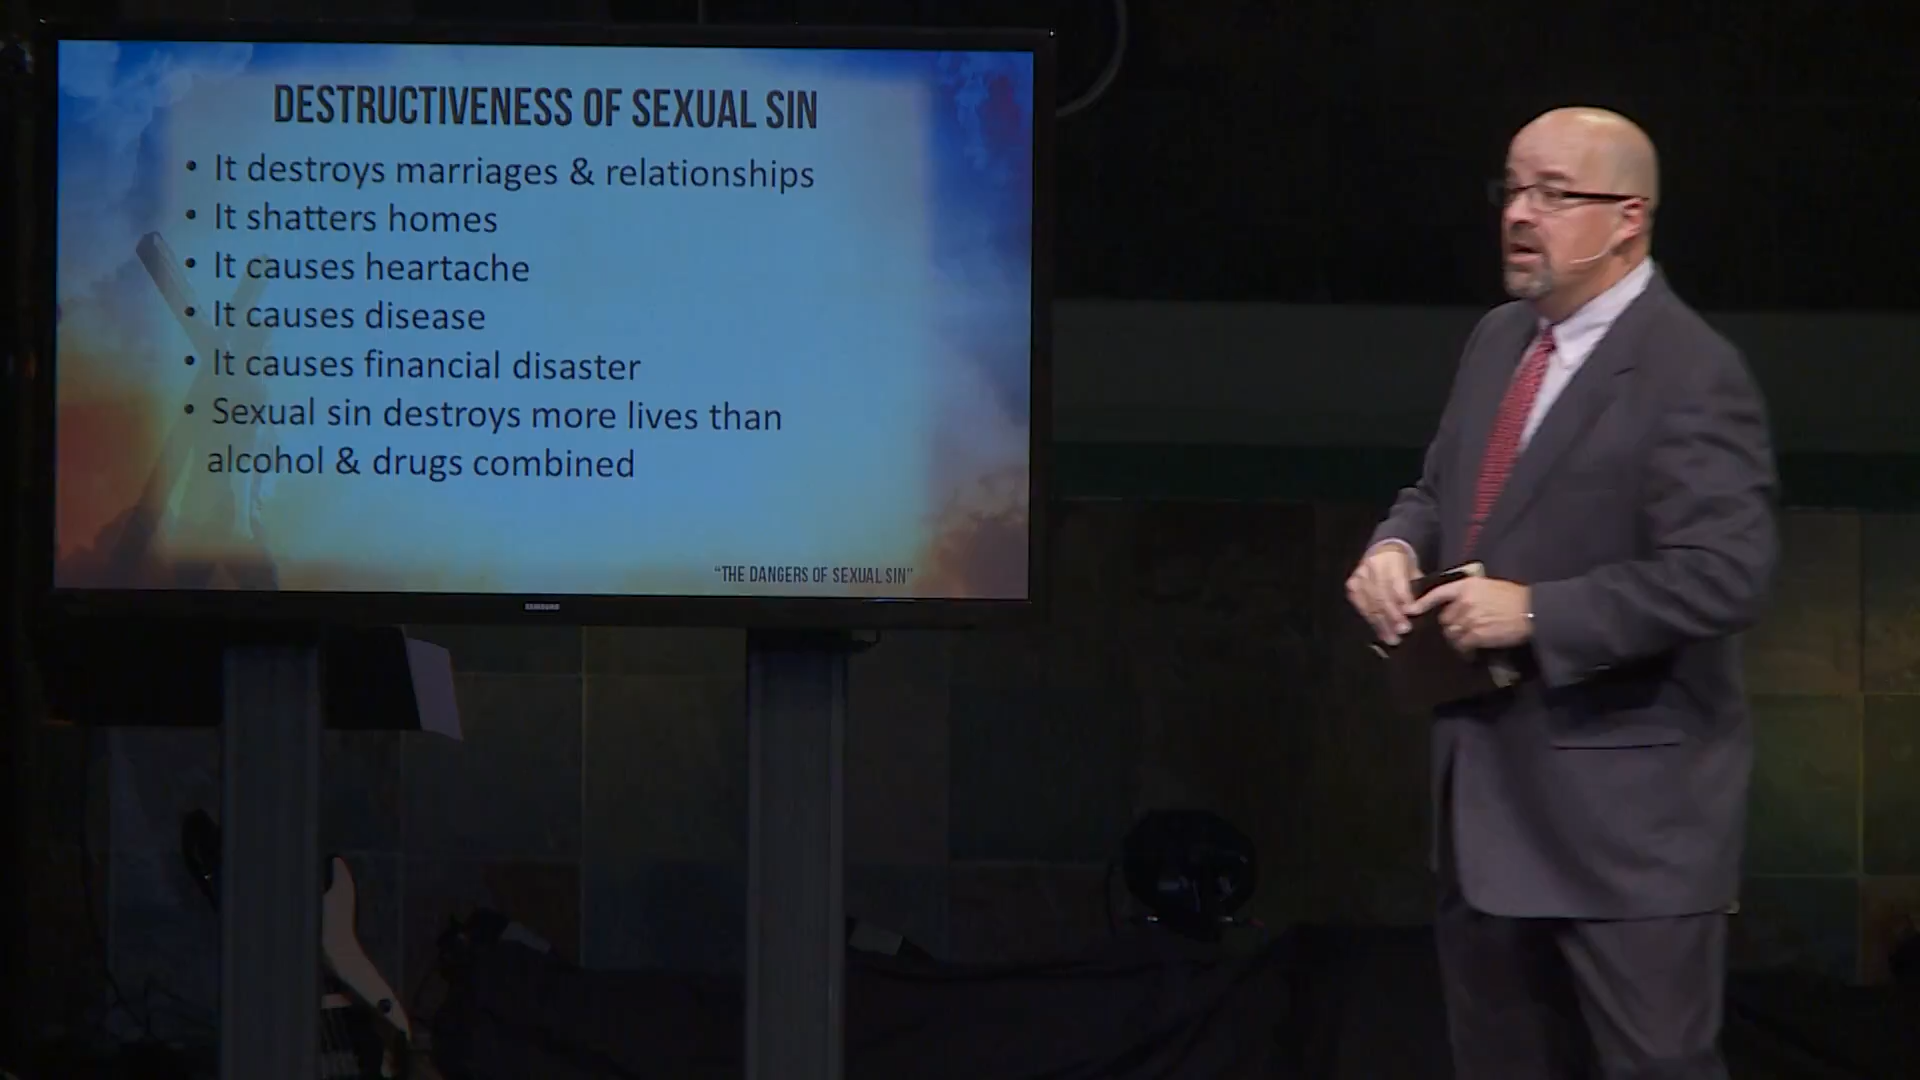 DESTRUCTIVENESS OF SEXUAL SIN
• It destroys marriages & relationships
• It shatters homes
• It causes heartache
• It causes disease
• It causes financial disaster
• Sexual sin destroys more lives than
alcohol & drugs combined
“THE DANGERS OF SEXUAL SIN”
SAMSUNG